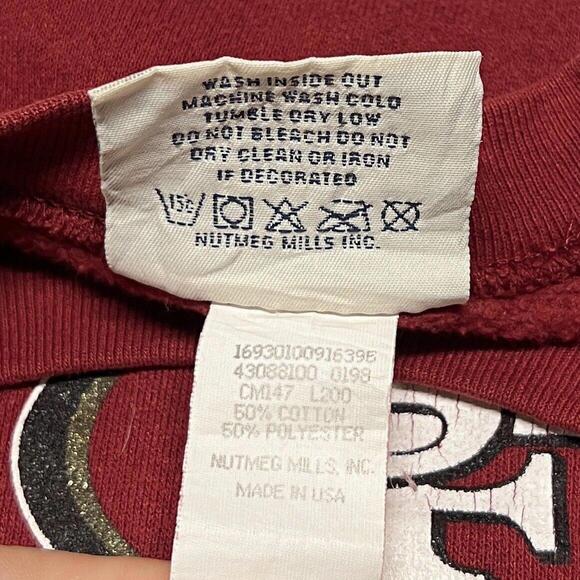 WASH INSIDE OUT
MACHINE WASH COLD
TUMBLE DRY LOW
DO NOT BLEACH DO NOT
DRY CLEAN OR IRON
IF DECORATED
NUTMEG MILLS INC.
1693010091639S
43088100 0198
CM147 L200
50% COTTON
50% POLYESTER
NUTMEG MILLS, INC.
MADE IN USA